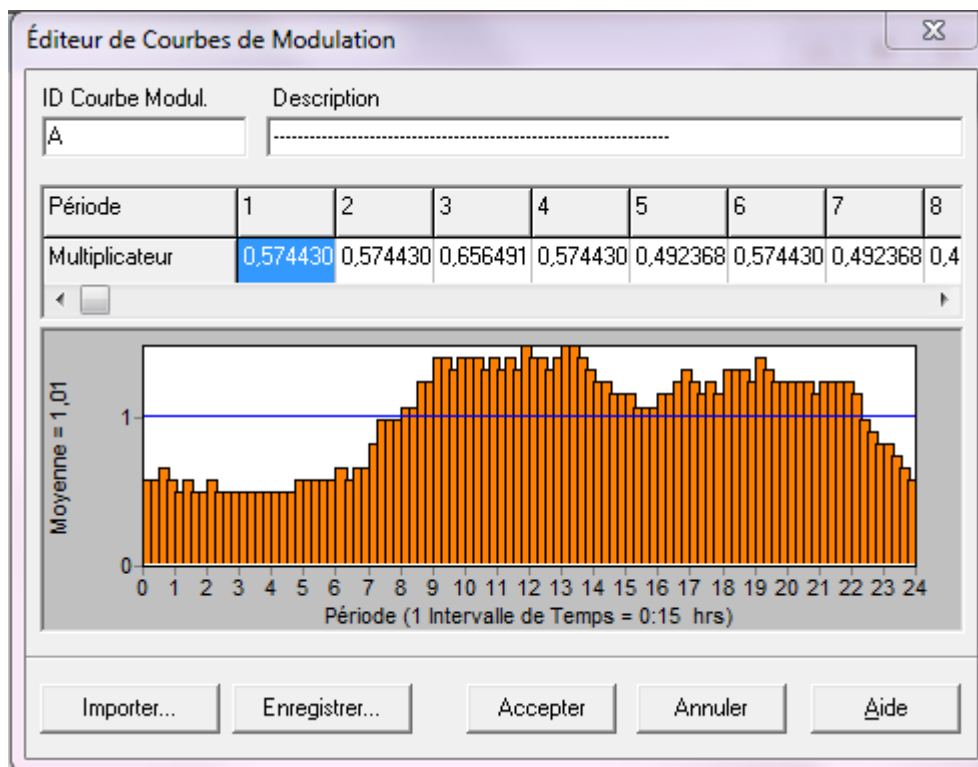 Éditeur de Courbes de Modulation
ID Courbe Modul. Description
A ------------------------------------------------------------------
Période 1 2 3 4 5 6 7 8
Multiplicateur 0,574430 0,574430 0,656491 0,574430 0,492368 0,574430 0,492368 0,4
Moyenne = 1,01
1
0
0 1 2 3 4 5 6 7 8 9 10 11 12 13 14 15 16 17 18 19 20 21 22 23 24
Période (1 Intervalle de Temps = 0:15 hrs)
Importer... Enregistrer... Accepter Annuler Aide